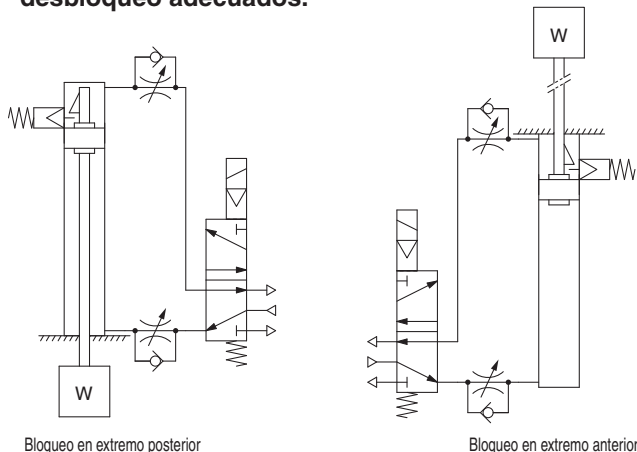 desbloqueo adecuados.
W
W
Bloqueo en extremo posterior
Bloqueo en extremo anterior